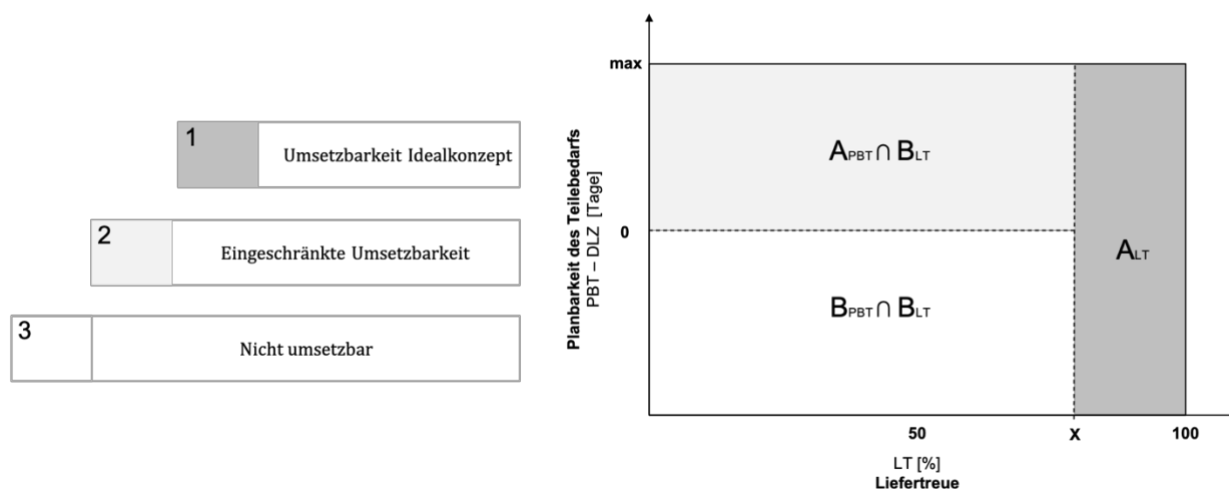 1
Umsetzbarkeit Idealkonzept
2
Eingeschränkte Umsetzbarkeit
3
Nicht umsetzbar
max
0
Planbarkeit des Teilebedarfs
PBT – DLZ [Tage]
APBT ∩ BLT
BPBT ∩ BLT
ALT
50
X
100
LT [%]
Liefertreue